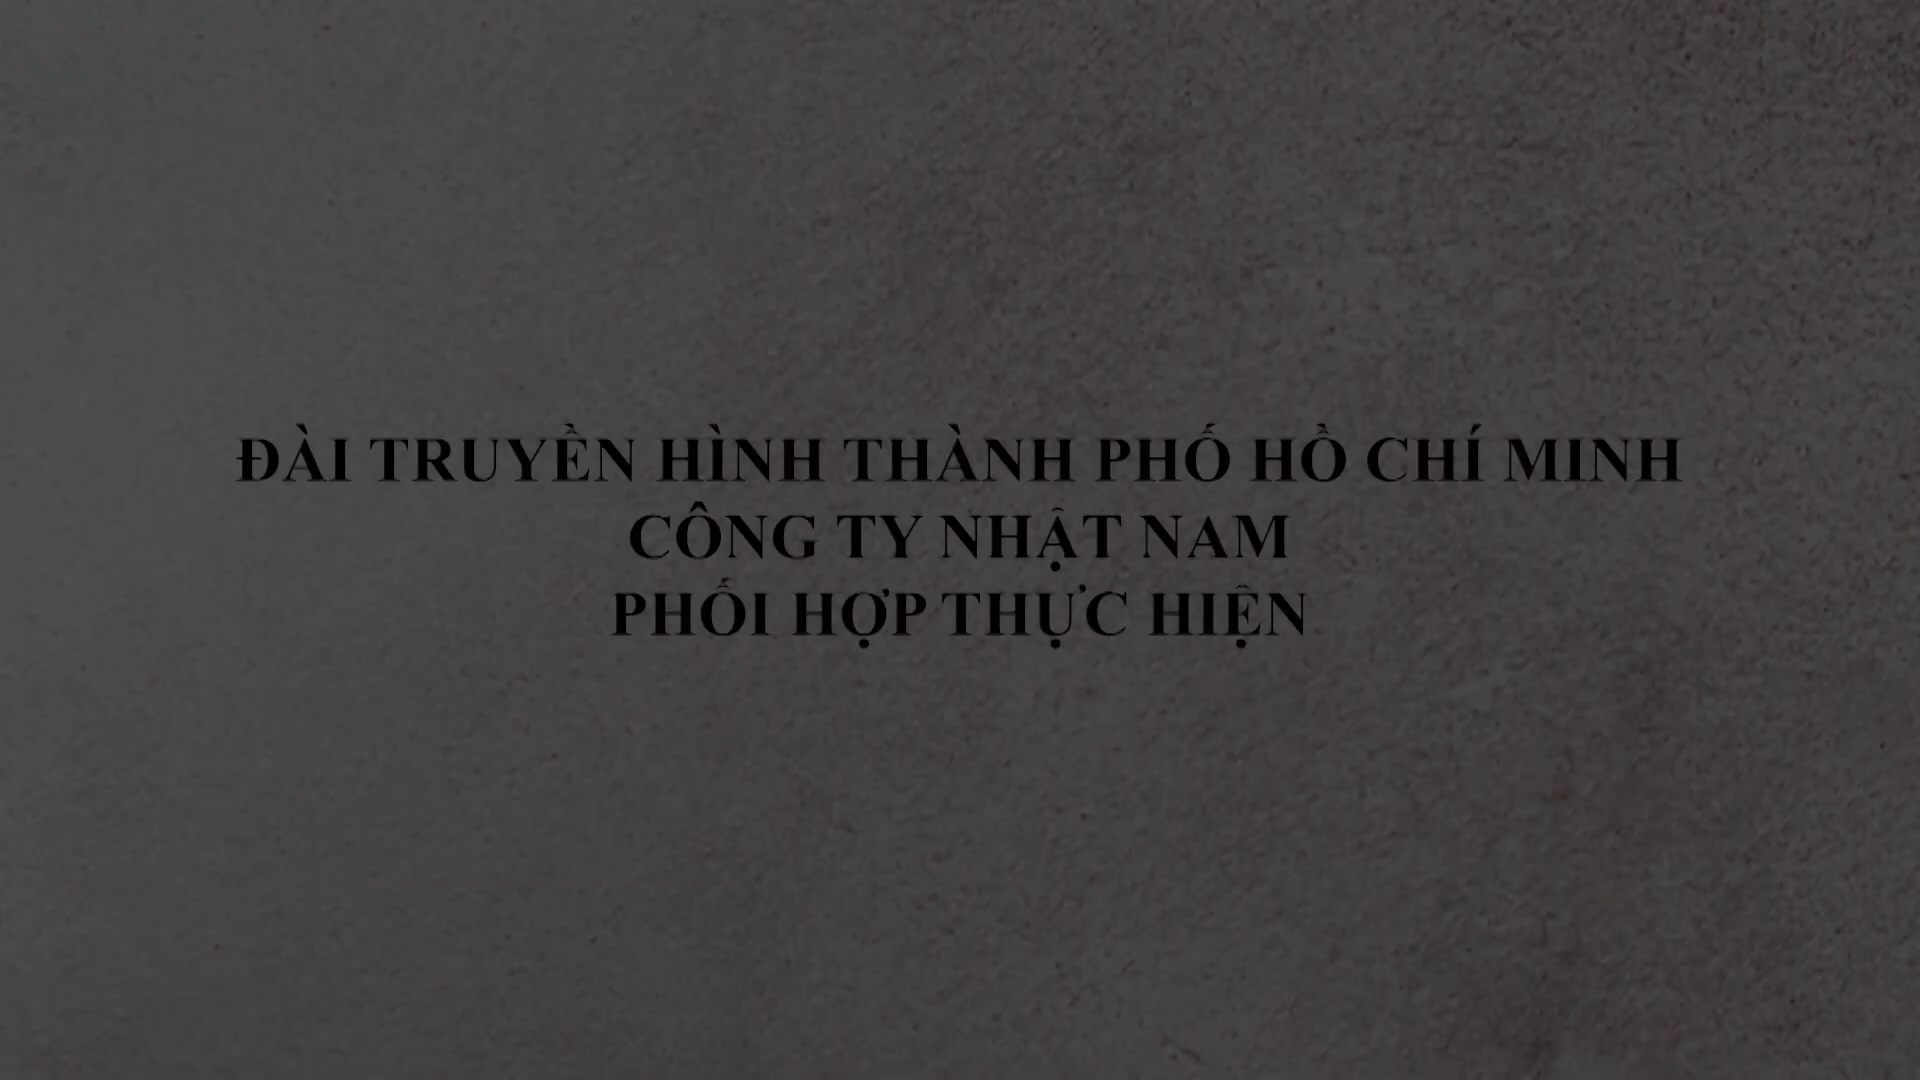 ĐÀI TRUYỀN HÌNH THÀNH PHỐ HỒ CHÍ MINH
CÔNG TY NHẬT NAM
PHỐI HỢP THỰC HIỆN